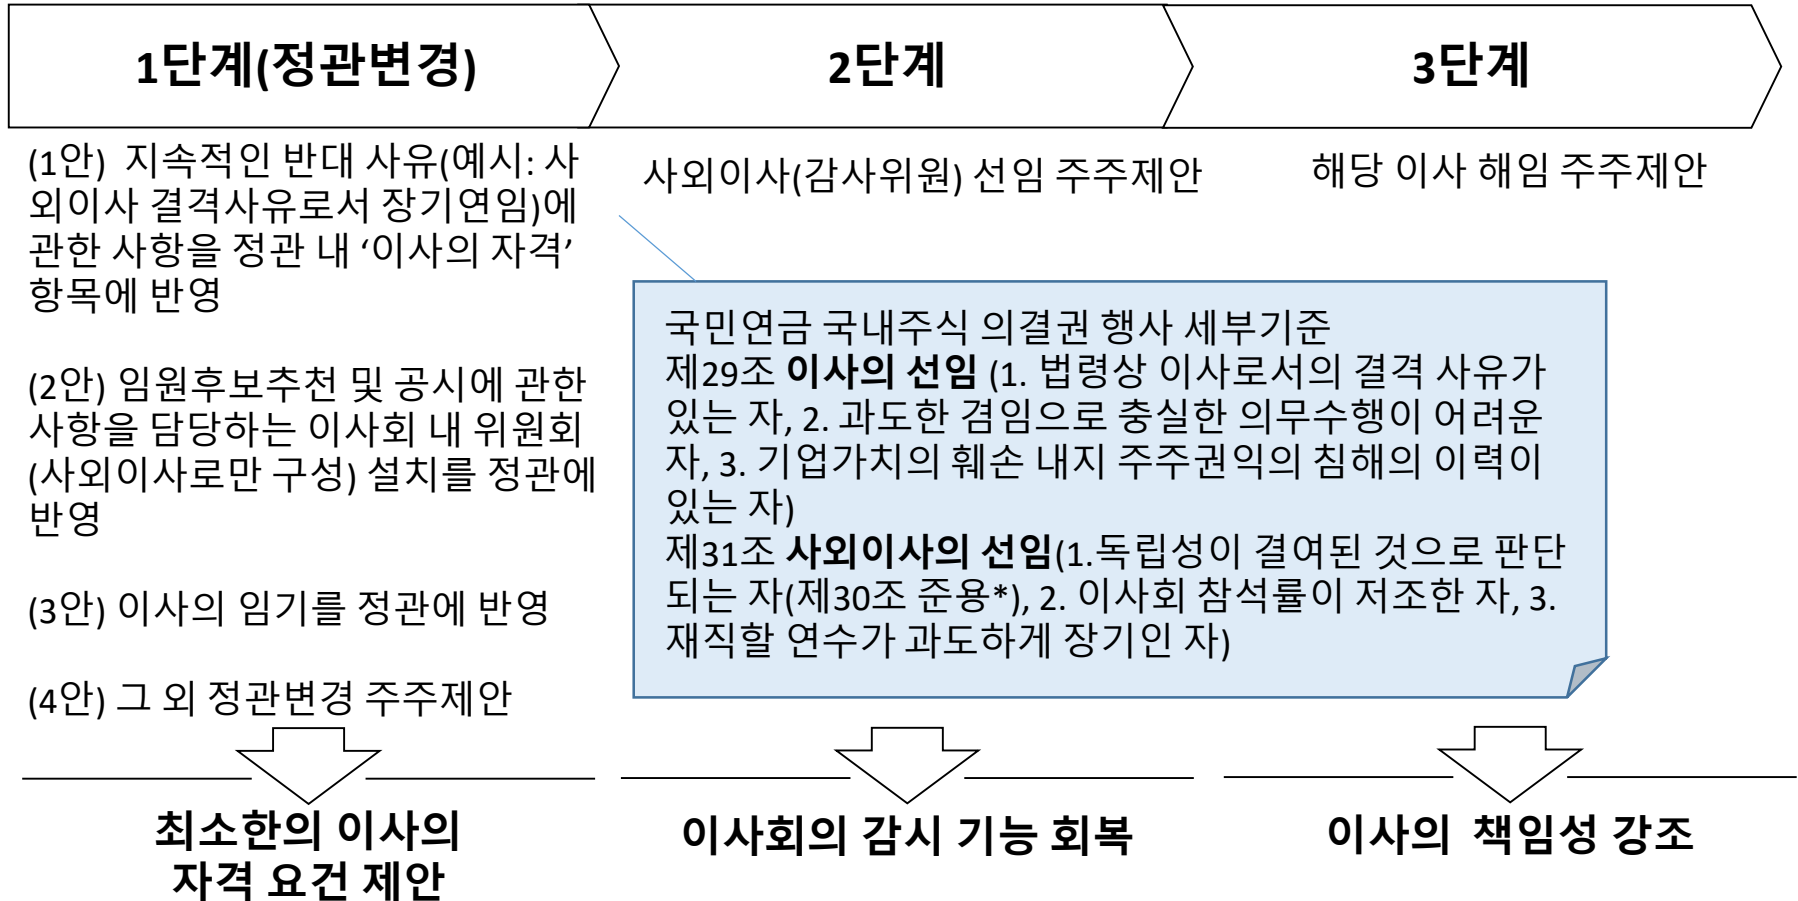 1단계(정관변경)
2단계
3단계
(1안)  지속적인 반대 사유(예시: 사
외이사 결격사유로서 장기연임)에
관한 사항을 정관 내 ‘이사의 자격’
항목에 반영
(2안) 임원후보추천 및 공시에 관한
사항을 담당하는 이사회 내 위원회
(사외이사로만 구성) 설치를 정관에
반영
(3안) 이사의 임기를 정관에 반영
(4안) 그 외 정관변경 주주제안
사외이사(감사위원) 선임 주주제안
해당 이사 해임 주주제안
국민연금 국내주식 의결권 행사 세부기준
제29조 이사의 선임 (1. 법령상 이사로서의 결격 사유가
있는 자, 2. 과도한 겸임으로 충실한 의무수행이 어려운
자, 3. 기업가치의 훼손 내지 주주권익의 침해의 이력이
있는 자)
제31조 사외이사의 선임(1.독립성이 결여된 것으로 판단
되는 자(제30조 준용*), 2. 이사회 참석률이 저조한 자, 3.
재직할 연수가 과도하게 장기인 자)
최소한의 이사의
자격 요건 제안
이사회의 감시 기능 회복
이사의  책임성 강조